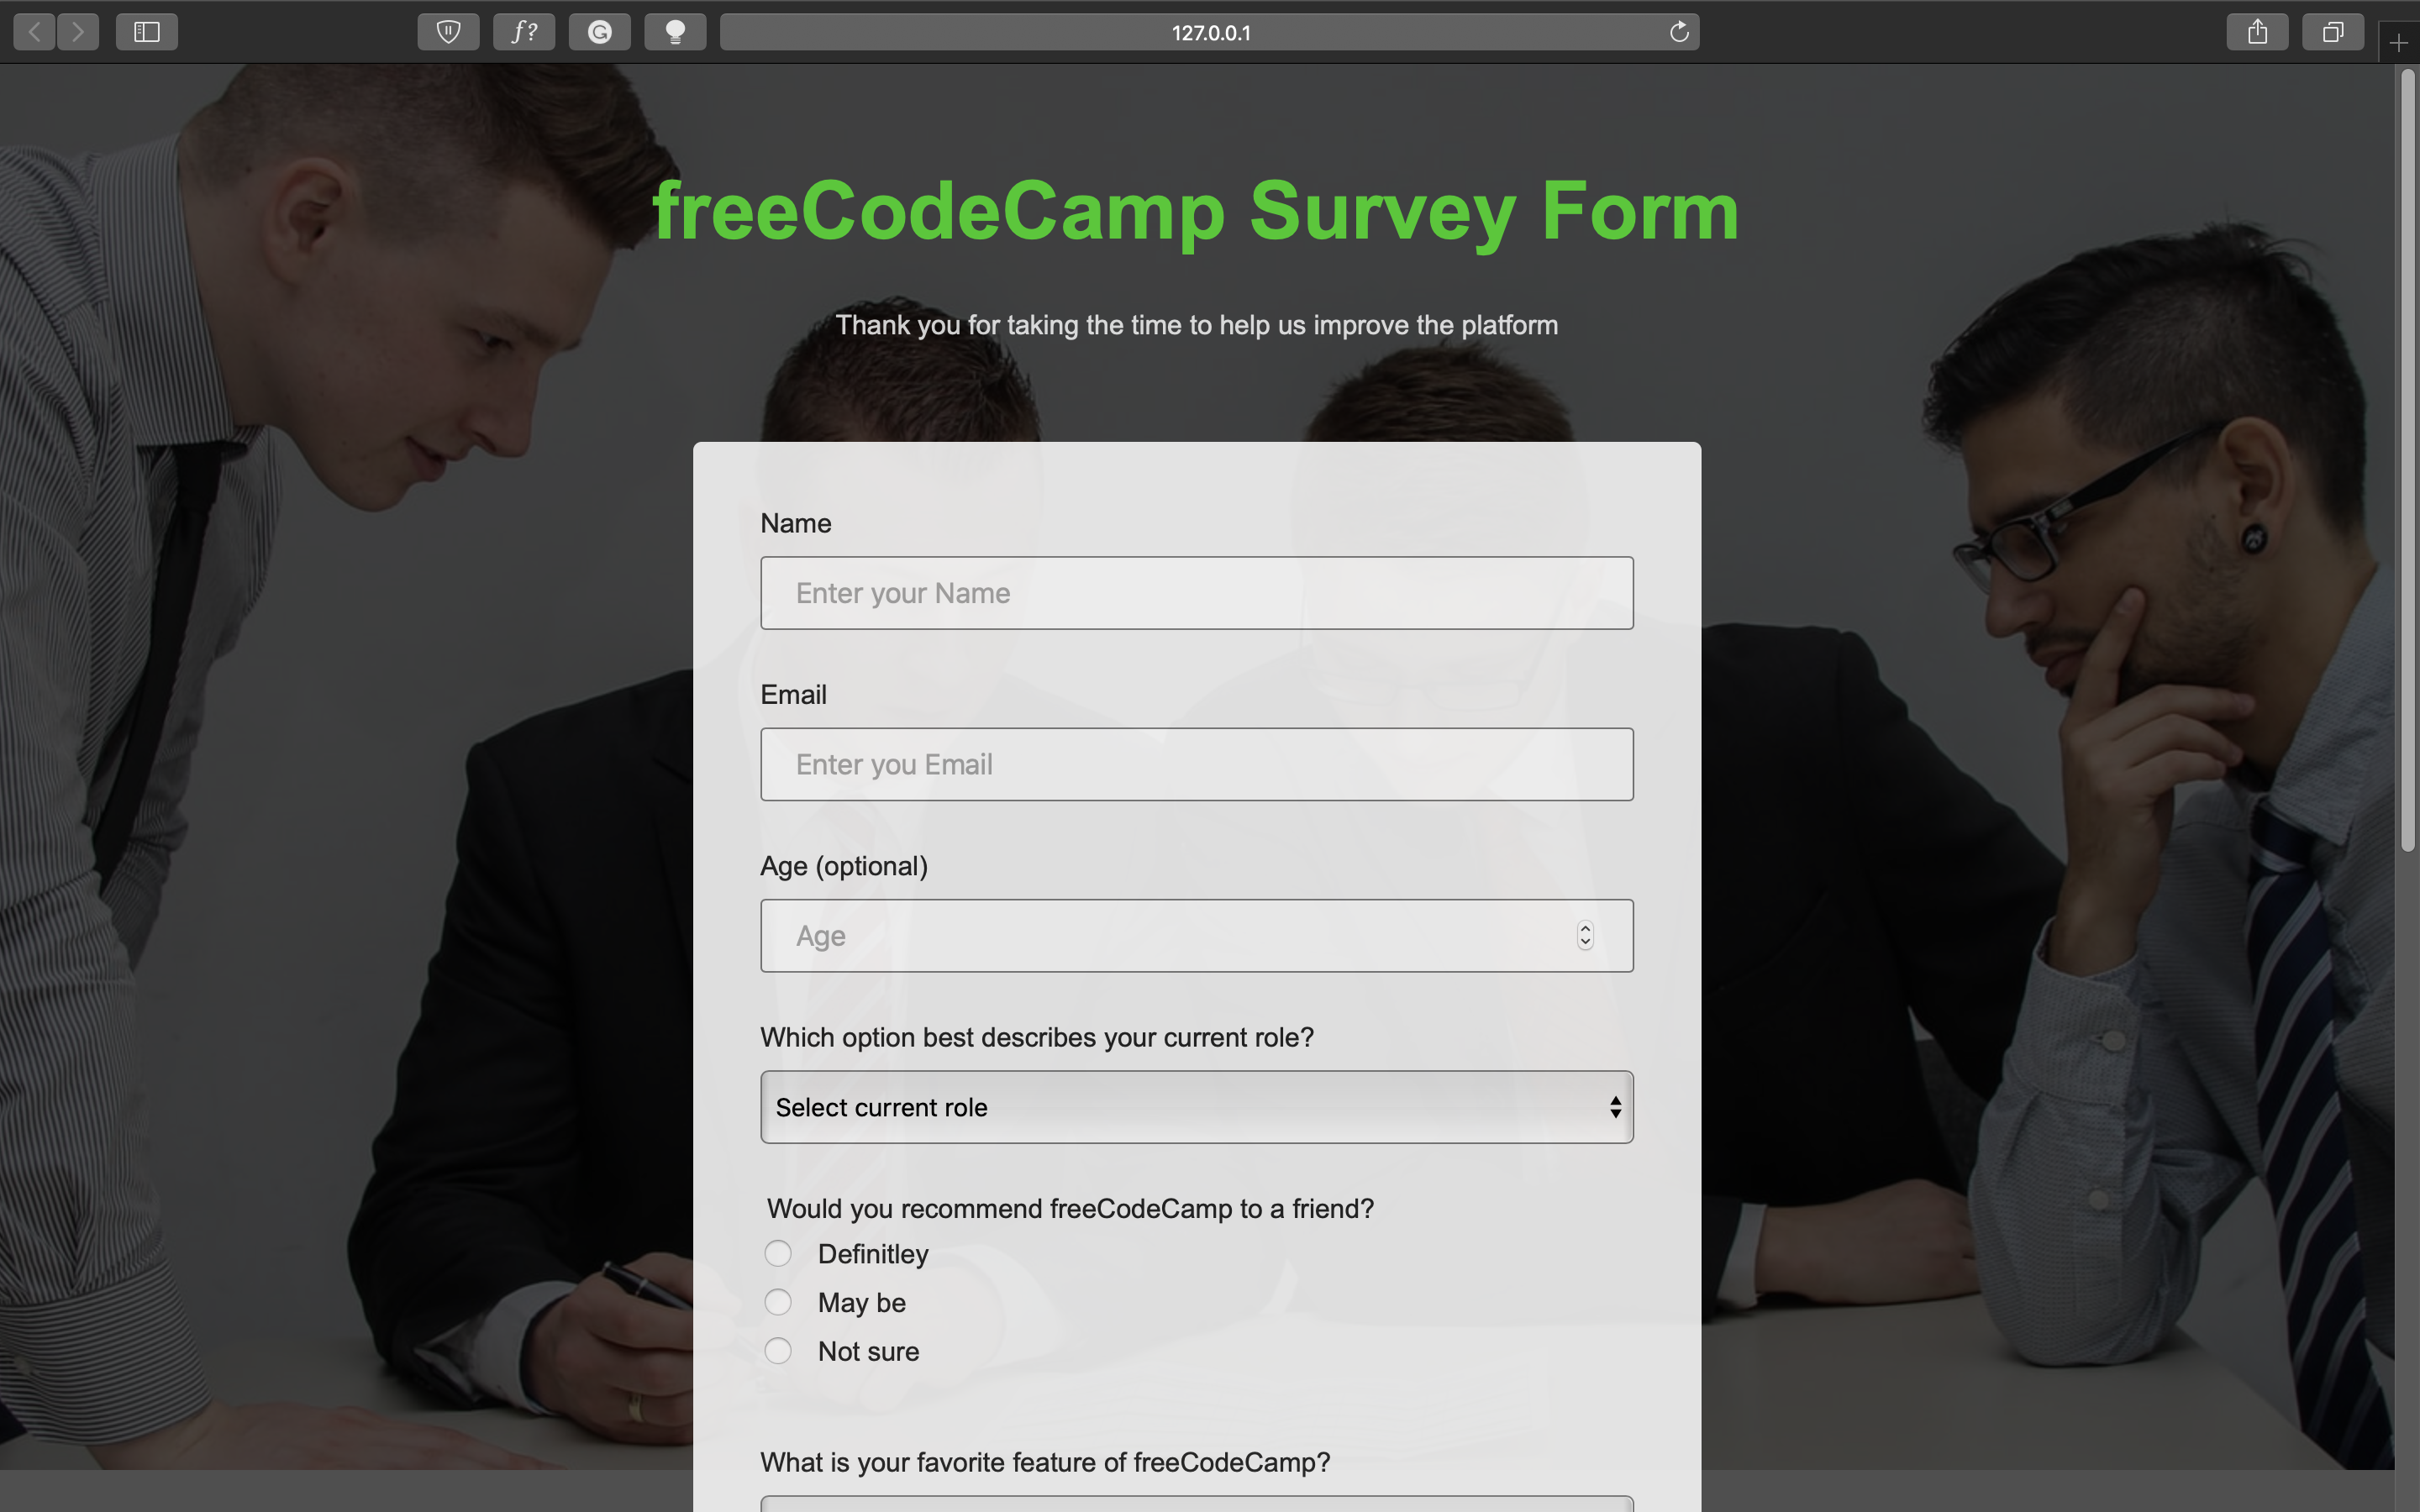 f?
127.0.0.1
freeCodeCamp Survey Form
Thank you for taking the time to help us improve the platform
Name
Enter your Name
Email
Enter you Email
Age (optional)
Age
Which option best describes your current role?
Select current role
Would you recommend freeCodeCamp to a friend?
Definitley
May be
Not sure
What is your favorite feature of freeCodeCamp?